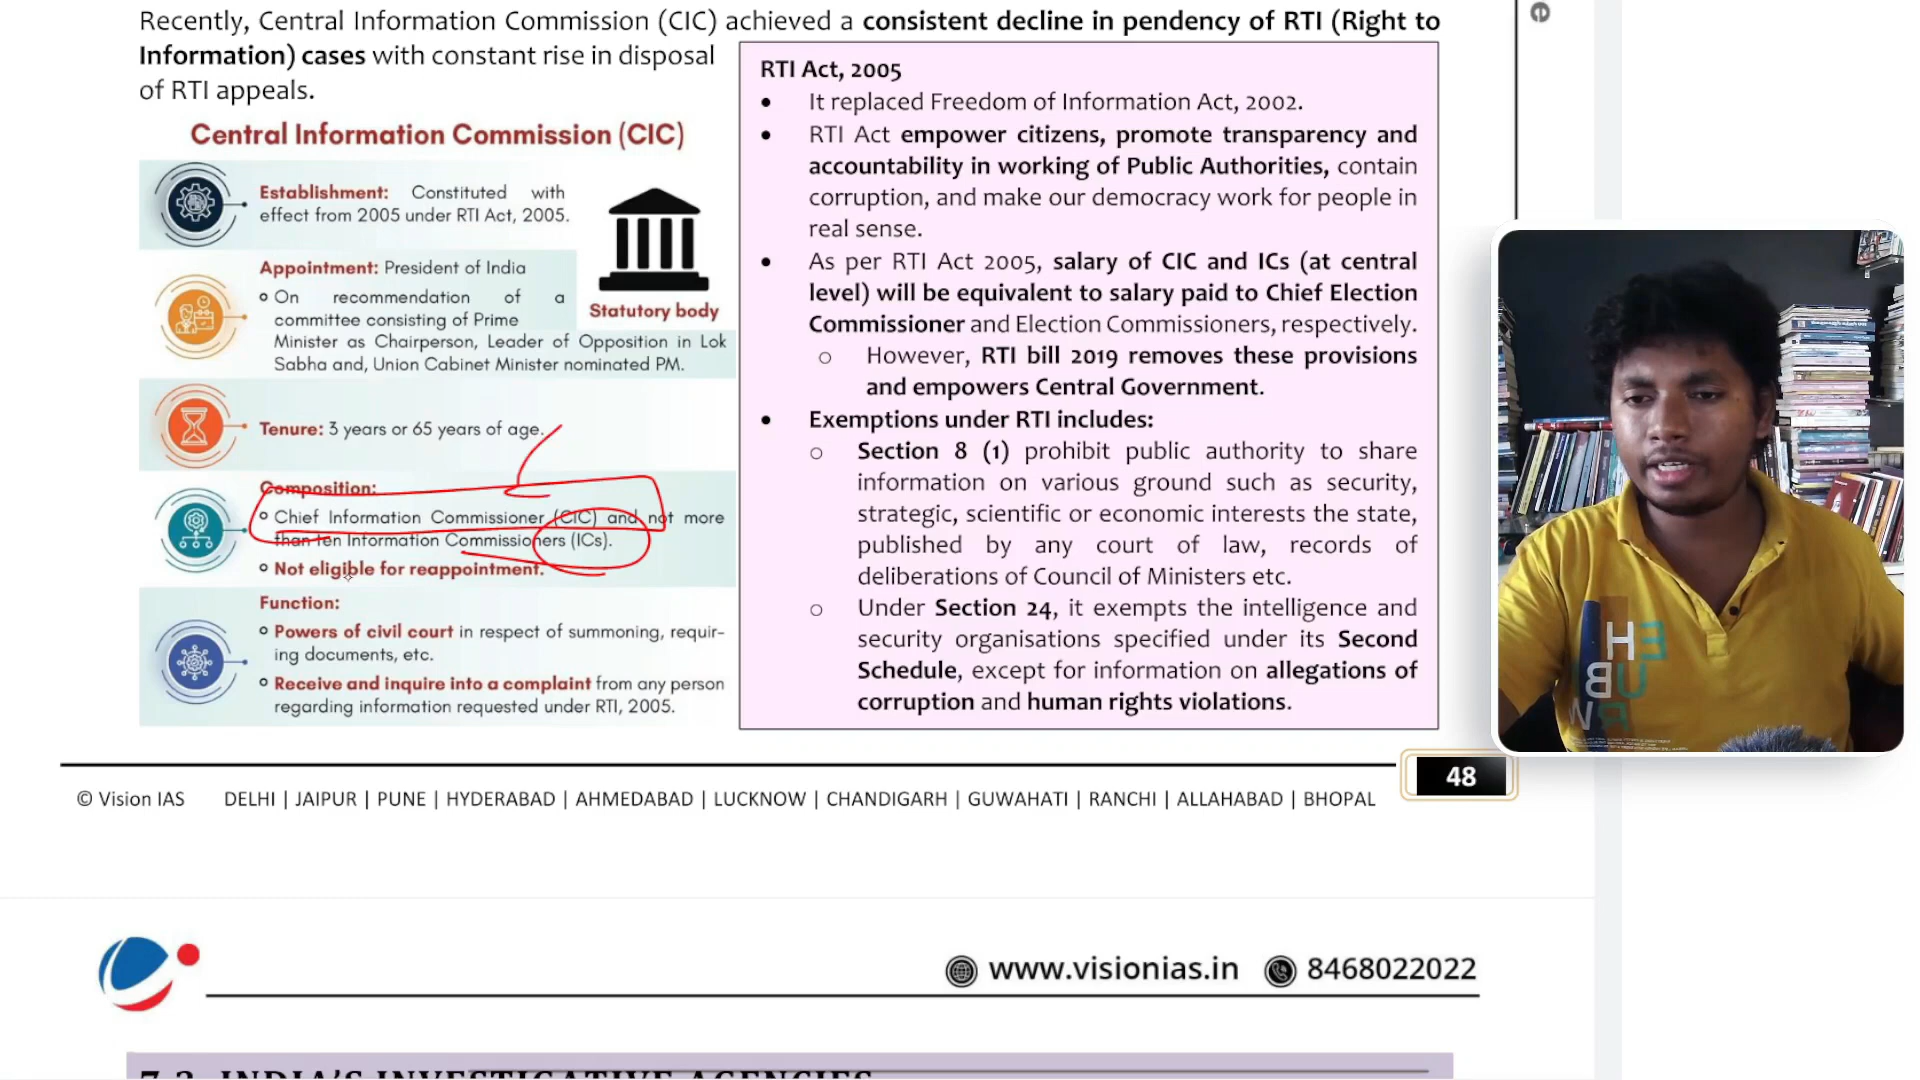 Recently, Central Information Commission (CIC) achieved a consistent decline in pendency of RTI (Right to
Information) cases with constant rise in disposal
of RTI appeals.
Central Information Commission (CIC)
Establishment: Constituted with
effect from 2005 under RTI Act, 2005.
Appointment: President of India
On recommendation of a
committee consisting of Prime
Minister as Chairperson, Leader of Opposition in Lok
Sabha and, Union Cabinet Minister nominated PM.
Statutory body
Tenure: 3 years or 65 years of age.
Composition:
Chief Information Commissioner (CIC) and not more
than ten Information Commissioners (ICs).
Not eligible for reappointment.
Function:
Powers of civil court in respect of summoning, requir-
ing documents, etc.
Receive and inquire into a complaint from any person
regarding information requested under RTI, 2005.
RTI Act, 2005
• It replaced Freedom of Information Act, 2002.
• RTI Act empower citizens, promote transparency and
accountability in working of Public Authorities, contain
corruption, and make our democracy work for people in
real sense.
• As per RTI Act 2005, salary of CIC and ICs (at central
level) will be equivalent to salary paid to Chief Election
Commissioner and Election Commissioners, respectively.
○ However, RTI bill 2019 removes these provisions
and empowers Central Government.
• Exemptions under RTI includes:
○ Section 8 (1) prohibit public authority to share
information on various ground such as security,
strategic, scientific or economic interests the state,
published by any court of law, records of
deliberations of Council of Ministers etc.
○ Under Section 24, it exempts the intelligence and
security organisations specified under its Second
Schedule, except for information on allegations of
corruption and human rights violations.
48
© Vision IAS DELHI | JAIPUR | PUNE | HYDERABAD | AHMEDABAD | LUCKNOW | CHANDIGARH | GUWAHATI | RANCHI | ALLAHABAD | BHOPAL
www.visionias.in 8468022022
7.3. INDIA'S INVESTIGATIVE AGENCIES